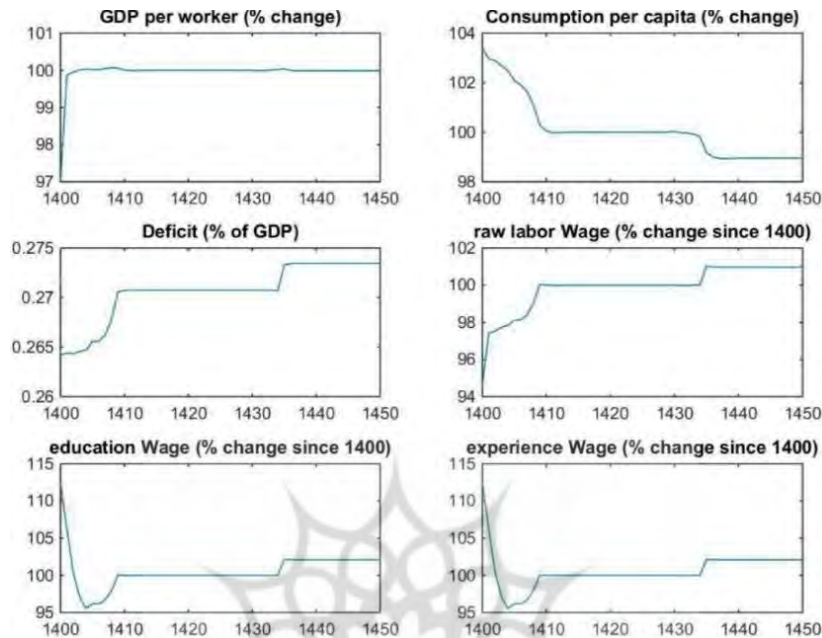 GDP per worker (% change)
101
100
99
98
97
1400 1410 1420 1430 1440 1450
Consumption per capita (% change)
104
102
100
98
1400 1410 1420 1430 1440 1450
Deficit (% of GDP)
0.275
0.27
0.265
0.26
1400 1410 1420 1430 1440 1450
raw labor Wage (% change since 1400)
102
100
98
96
94
1400 1410 1420 1430 1440 1450
education Wage (% change since 1400)
115
110
105
100
95
1400 1410 1420 1430 1440 1450
experience Wage (% change since 1400)
115
110
105
100
95
1400 1410 1420 1430 1440 1450